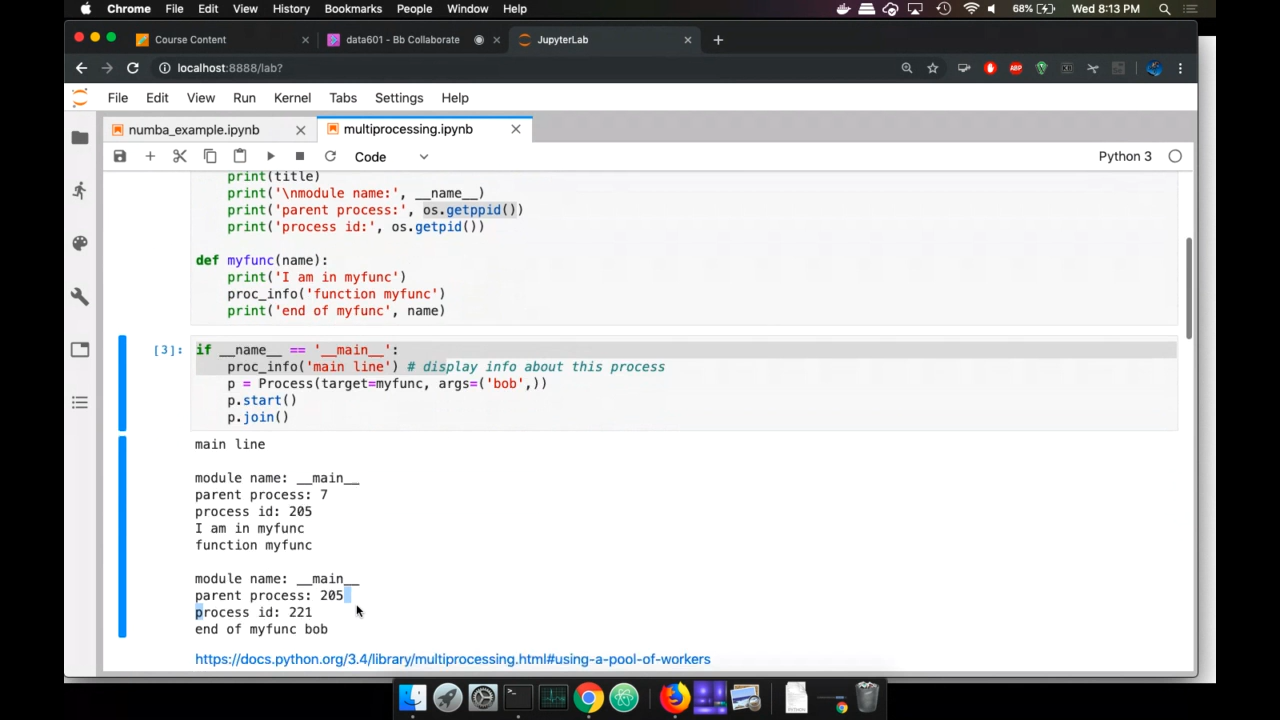 Chrome File Edit View History Bookmarks People Window Help 68% Wed 8:13 PM
Course Content data601 - Bb Collaborate JupyterLab
localhost:8888/lab?
ABP
File Edit View Run Kernel Tabs Settings Help
numba_example.ipynb multiprocessing.ipynb
Code Python 3
print(title)
print('\nmodule name:', __name__)
print('parent process:', os.getppid())
print('process id:', os.getpid())
def myfunc(name):
print('I am in myfunc')
proc_info('function myfunc')
print('end of myfunc', name)
[3]: if __name__ == '__main__':
proc_info('main line') # display info about this process
p = Process(target=myfunc, args=('bob',))
p.start()
p.join()
main line
module name: __main__
parent process: 7
process id: 205
I am in myfunc
function myfunc
module name: __main__
parent process: 205
process id: 221
end of myfunc bob
https://docs.python.org/3.4/library/multiprocessing.html#using-a-pool-of-workers